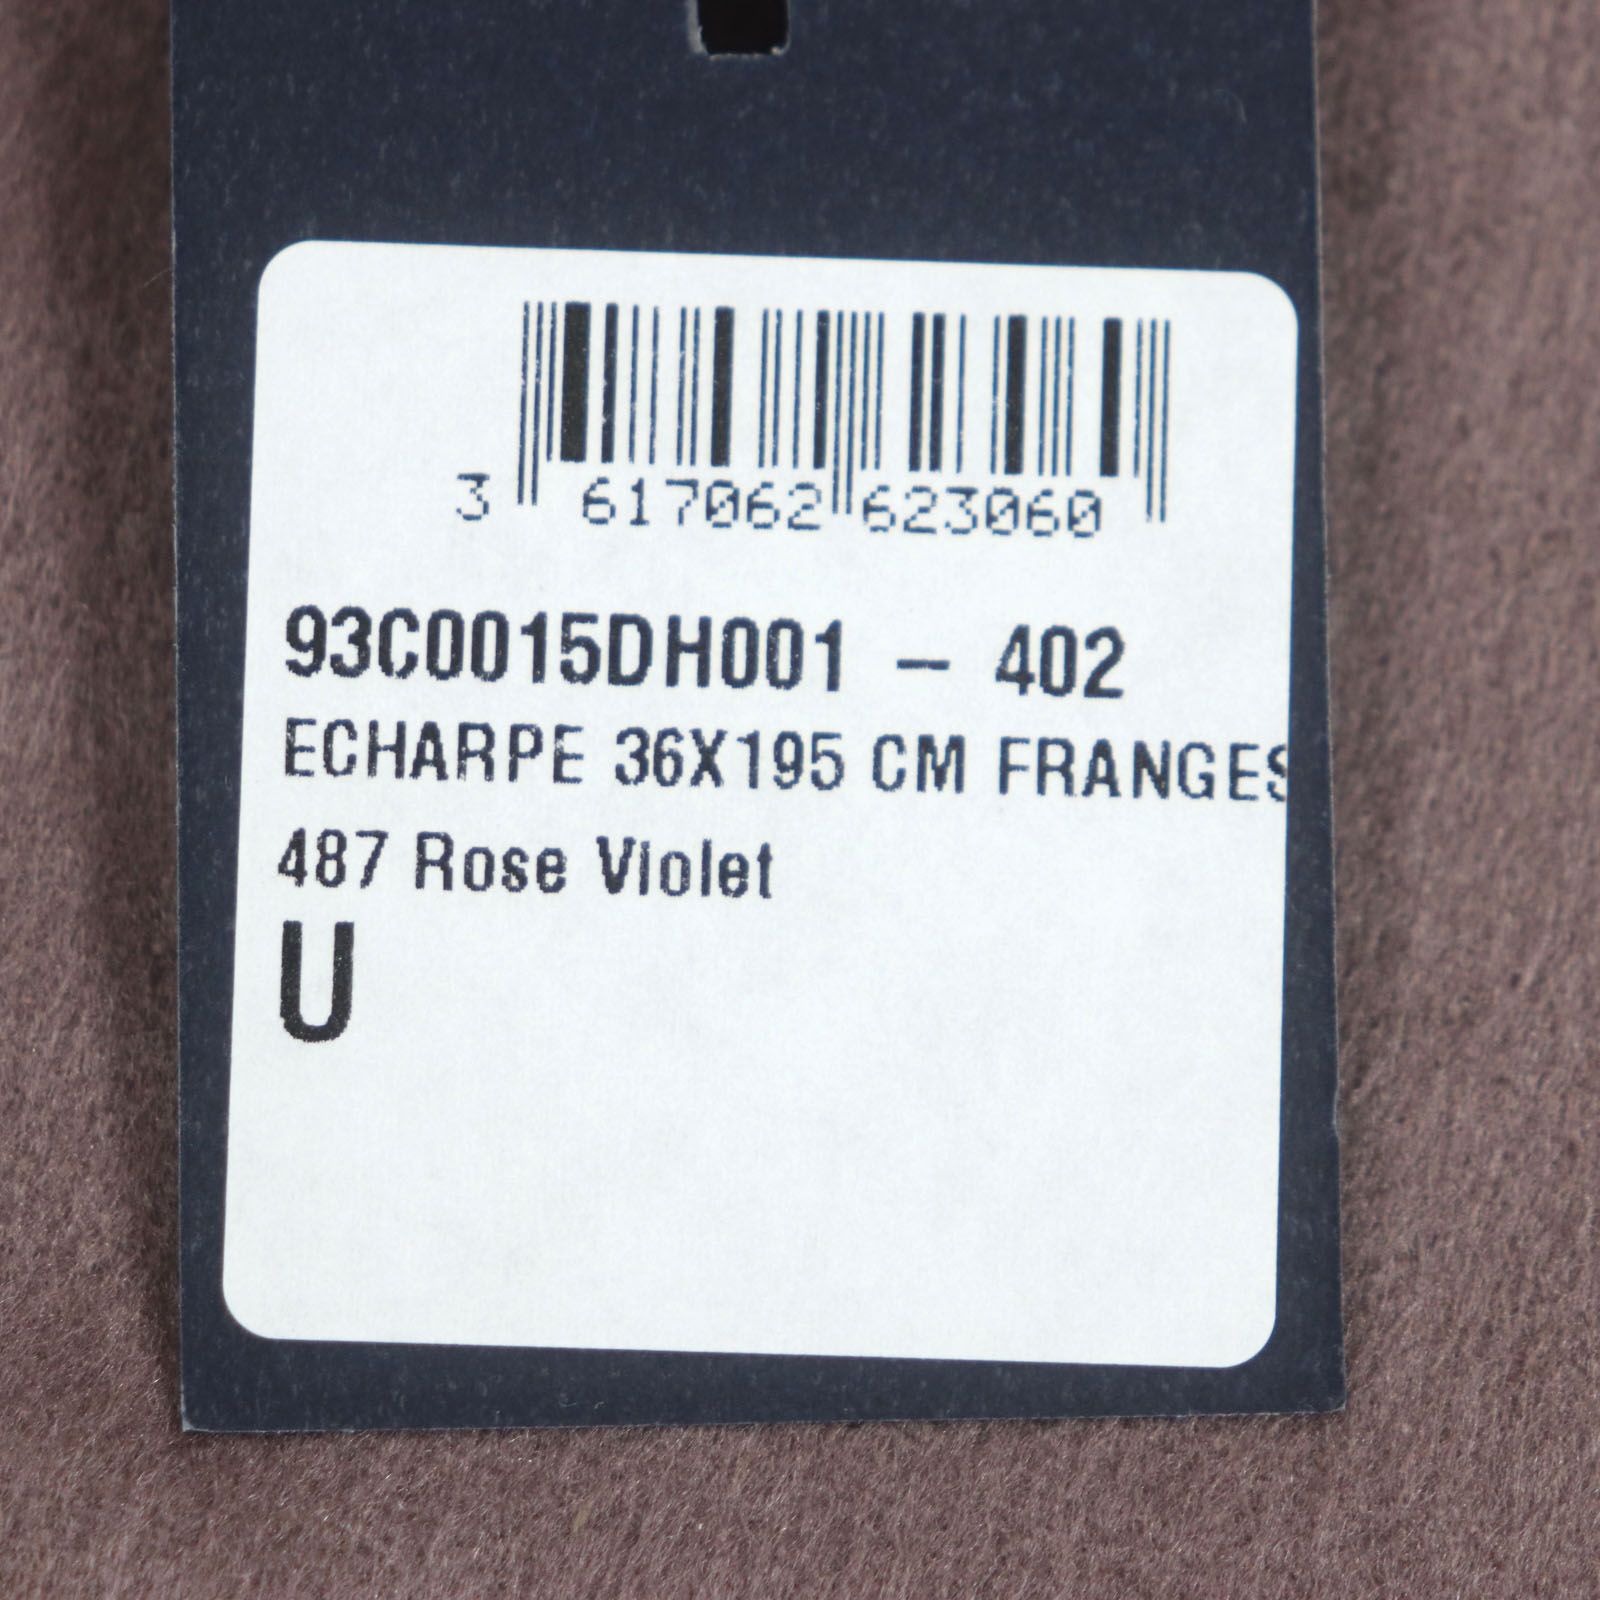 3 617062 623060
93C0015DH001 - 402
ECHARPE 36X195 CM FRANGES
487 Rose Violet
U